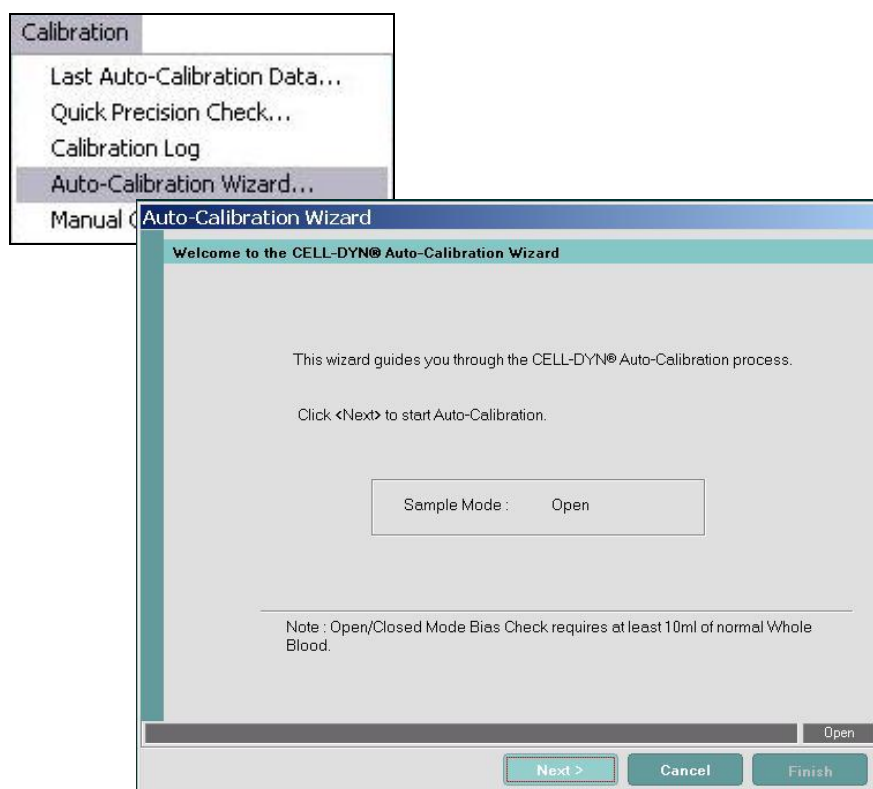 Calibration
Last Auto-Calibration Data...
Quick Precision Check...
Calibration Log
Auto-Calibration Wizard...
Manual
Auto-Calibration Wizard
Welcome to the CELL-DYN® Auto-Calibration Wizard
This wizard guides you through the CELL-DYN® Auto-Calibration process.
Click <Next> to start Auto-Calibration.
Sample Mode : Open
Note : Open/Closed Mode Bias Check requires at least 10ml of normal Whole
Blood.
Open
Next > Cancel Finish